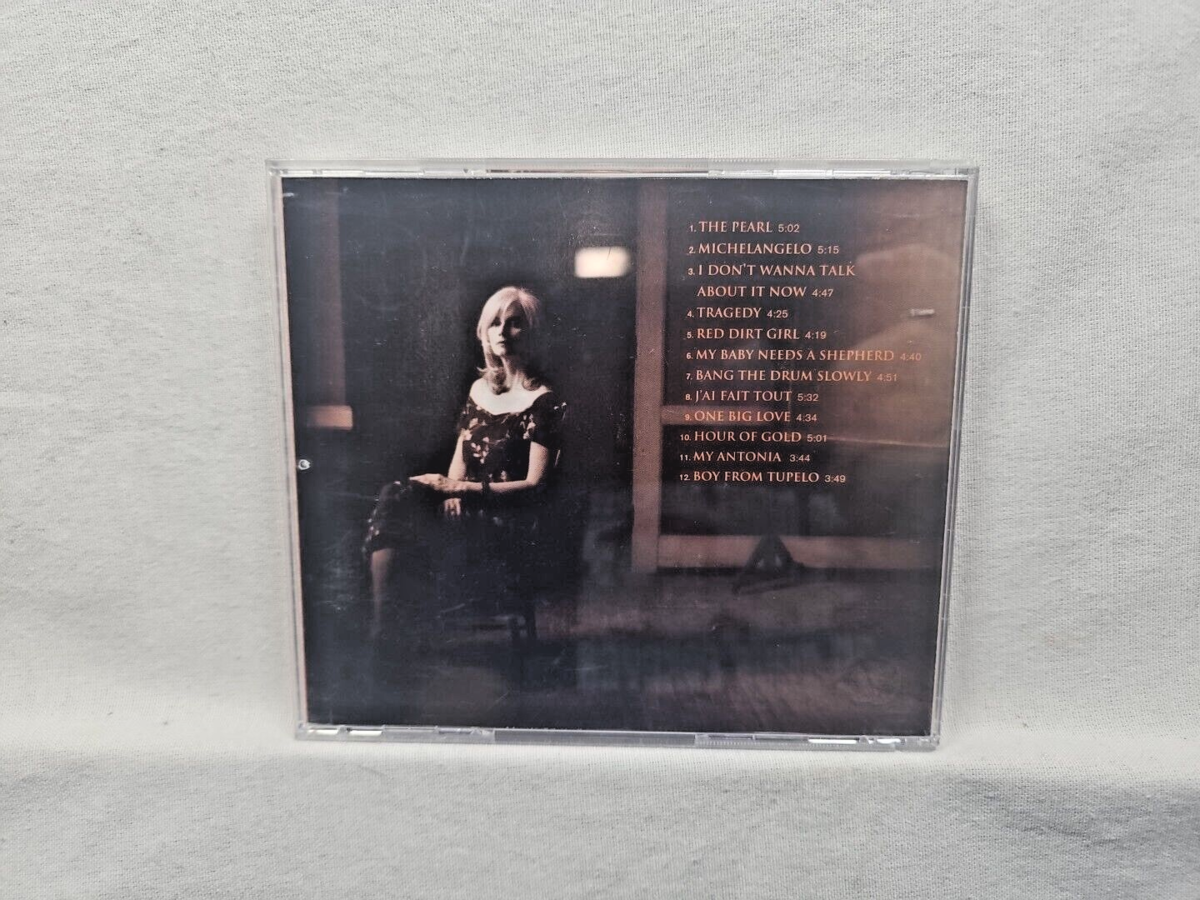 1. THE PEARL 5:02
2. MICHELANGELO 5:15
3. I DON'T WANNA TALK
ABOUT IT NOW 4:47
4. TRAGEDY 4:25
5. RED DIRT GIRL 4:19
6. MY BABY NEEDS A SHEPHERD 4:40
7. BANG THE DRUM SLOWLY 4:51
8. J'AI FAIT TOUT 5:32
9. ONE BIG LOVE 4:34
10. HOUR OF GOLD 5:01
11. MY ANTONIA 3:44
12. BOY FROM TUPELO 3:49